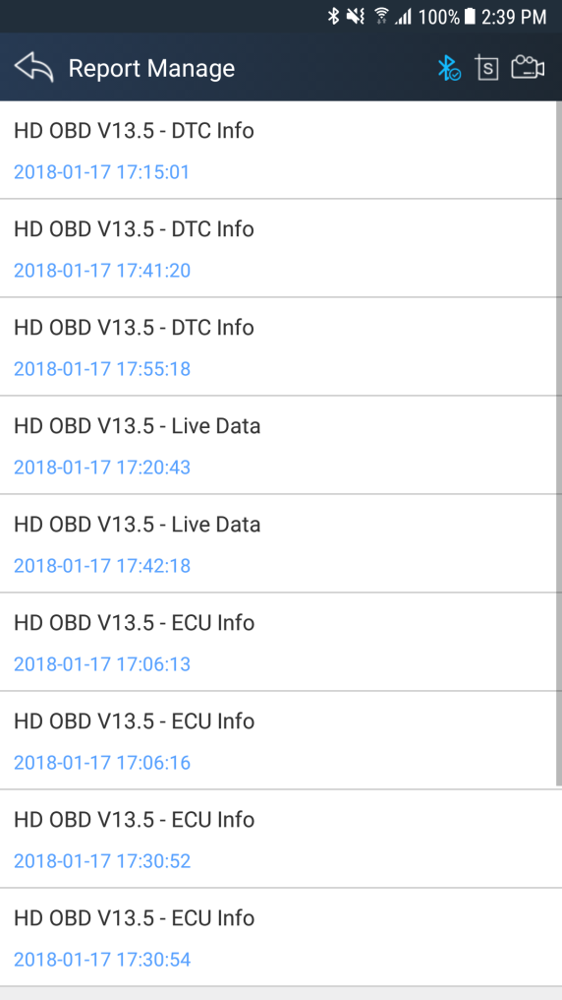 100% 2:39 PM
Report Manage
S
HD OBD V13.5 - DTC Info
2018-01-17 17:15:01
HD OBD V13.5 - DTC Info
2018-01-17 17:41:20
HD OBD V13.5 - DTC Info
2018-01-17 17:55:18
HD OBD V13.5 - Live Data
2018-01-17 17:20:43
HD OBD V13.5 - Live Data
2018-01-17 17:42:18
HD OBD V13.5 - ECU Info
2018-01-17 17:06:13
HD OBD V13.5 - ECU Info
2018-01-17 17:06:16
HD OBD V13.5 - ECU Info
2018-01-17 17:30:52
HD OBD V13.5 - ECU Info
2018-01-17 17:30:54